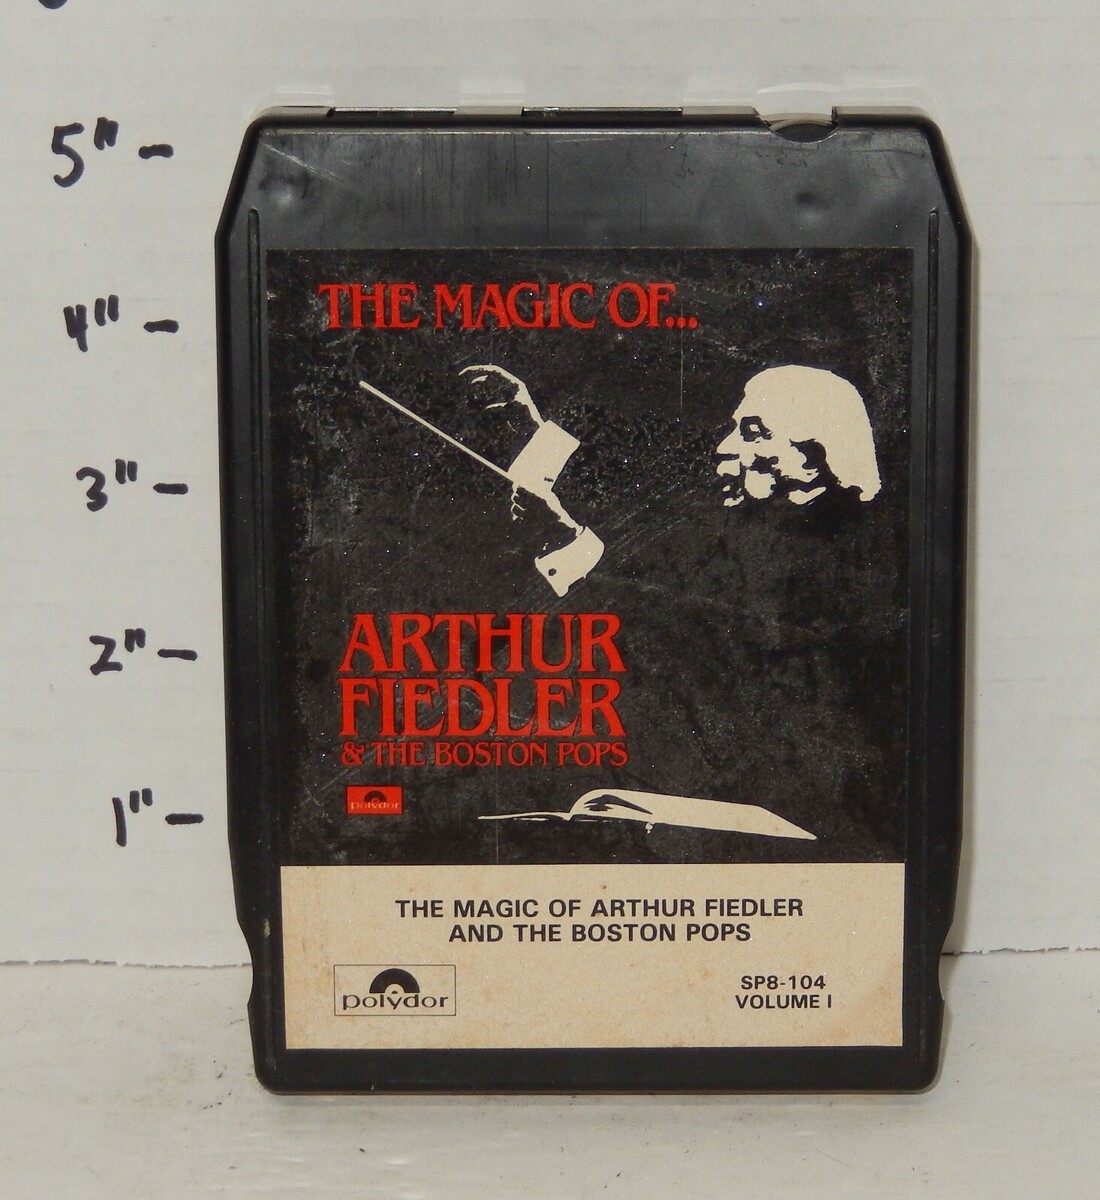 5" -
4" -
3" -
2" -
1" -
THE MAGIC OF...
ARTHUR
FIEDLER
& THE BOSTON POPS
polydor
THE MAGIC OF ARTHUR FIEDLER
AND THE BOSTON POPS
polydor
SP8-104
VOLUME I